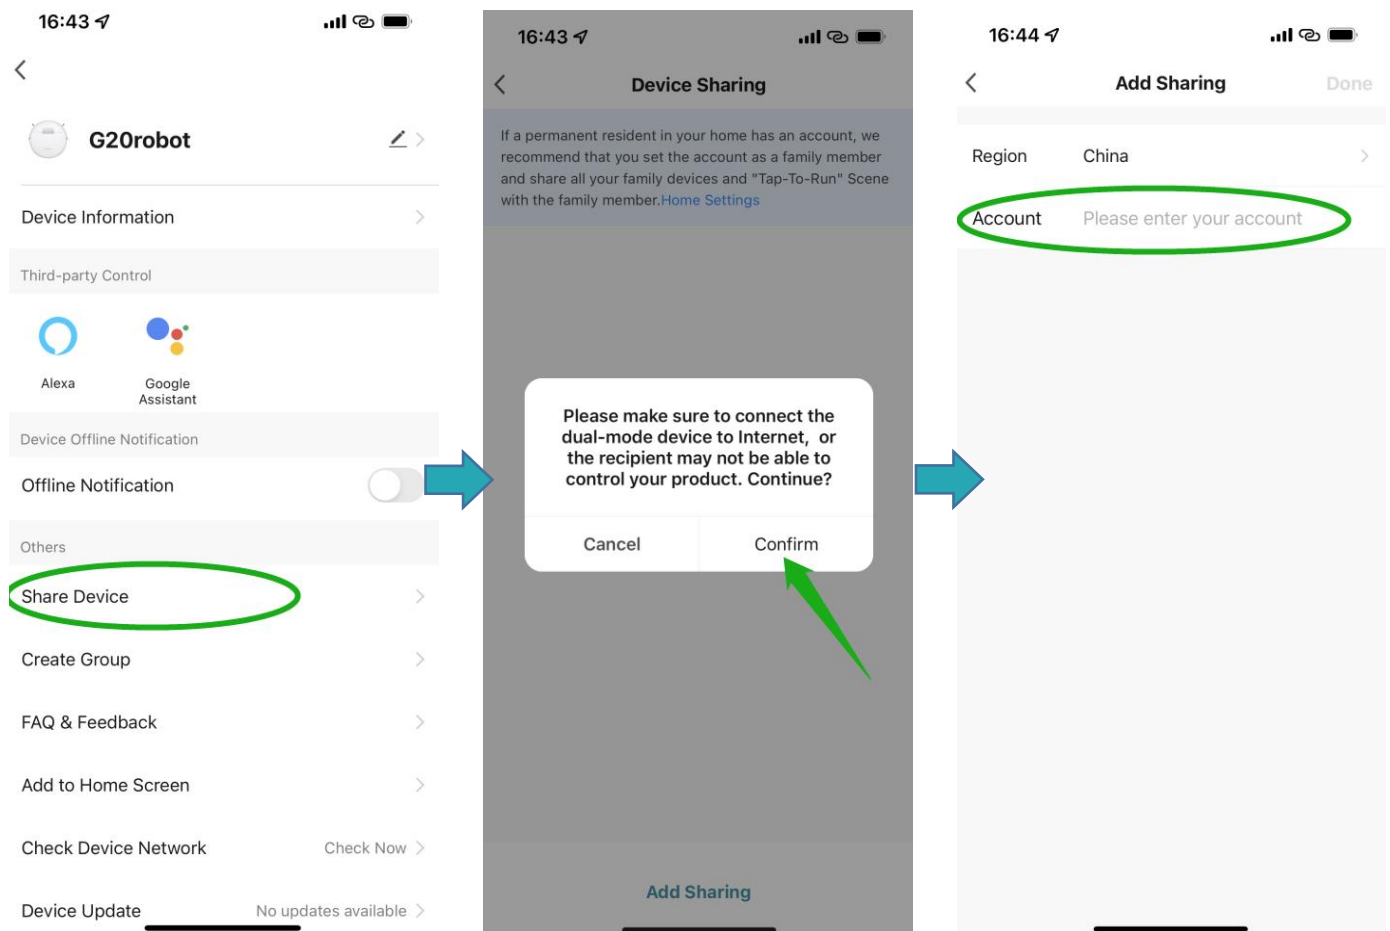 16:43
G20robot
Device Information
Third-party Control
Alexa
Google
Assistant
Device Offline Notification
Offline Notification
Others
Share Device
Create Group
FAQ & Feedback
Add to Home Screen
Check Device Network Check Now
Device Update No updates available
16:43
Device Sharing
If a permanent resident in your home has an account, we
recommend that you set the account as a family member
and share all your family devices and "Tap-To-Run" Scene
with the family member.Home Settings
Please make sure to connect the
dual-mode device to Internet, or
the recipient may not be able to
control your product. Continue?
Cancel Confirm
Add Sharing
16:44
Add Sharing Done
Region China
Account Please enter your account